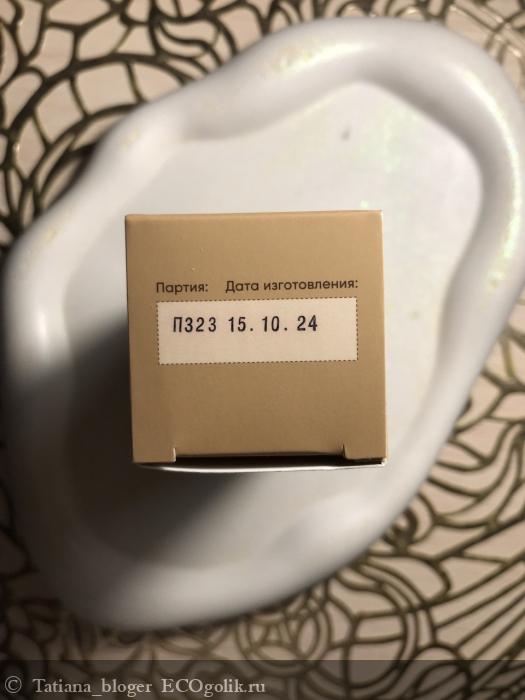 Партия: Дата изготовления:
П323 15.10.24
© Tatiana_bloger ECOgolik.ru